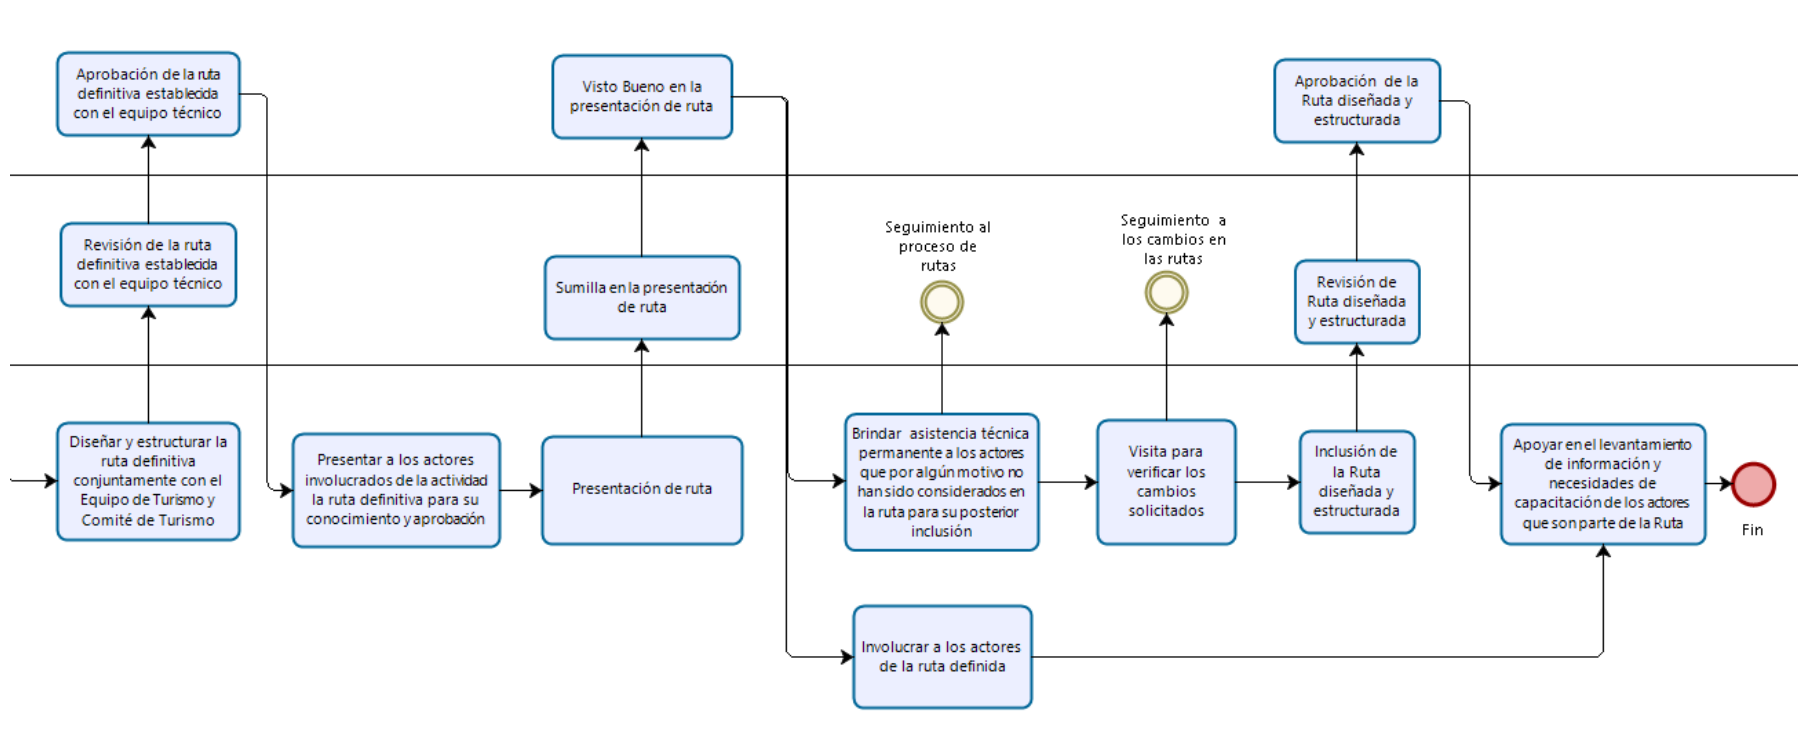 Aprobación de la ruta
definitiva establecida
con el equipo técnico
Revisión de la ruta
definitiva establecida
con el equipo técnico
Diseñar y estructurar la
ruta definitiva
conjuntamente con el
Equipo de Turismo y
Comité de Turismo
Presentar a los actores
involucrados de la actividad
la ruta definitiva para su
conocimiento y aprobación
Presentación de ruta
Sumilla en la presentación
de ruta
Visto Bueno en la
presentación de ruta
Brindar asistencia técnica
permanente a los actores
que por algún motivo no
han sido considerados en
la ruta para su posterior
inclusión
Seguimiento al
proceso de
rutas
Involucrar a los actores
de la ruta definida
Visita para
verificar los
cambios
solicitados
Seguimiento a
los cambios en
las rutas
Inclusión de
la Ruta
diseñada y
estructurada
Revisión de
Ruta diseñada
y estructurada
Aprobación de la
Ruta diseñada y
estructurada
Apoyar en el levantamiento
de información y
necesidades de
capacitación de los actores
que son parte de la Ruta
Fin